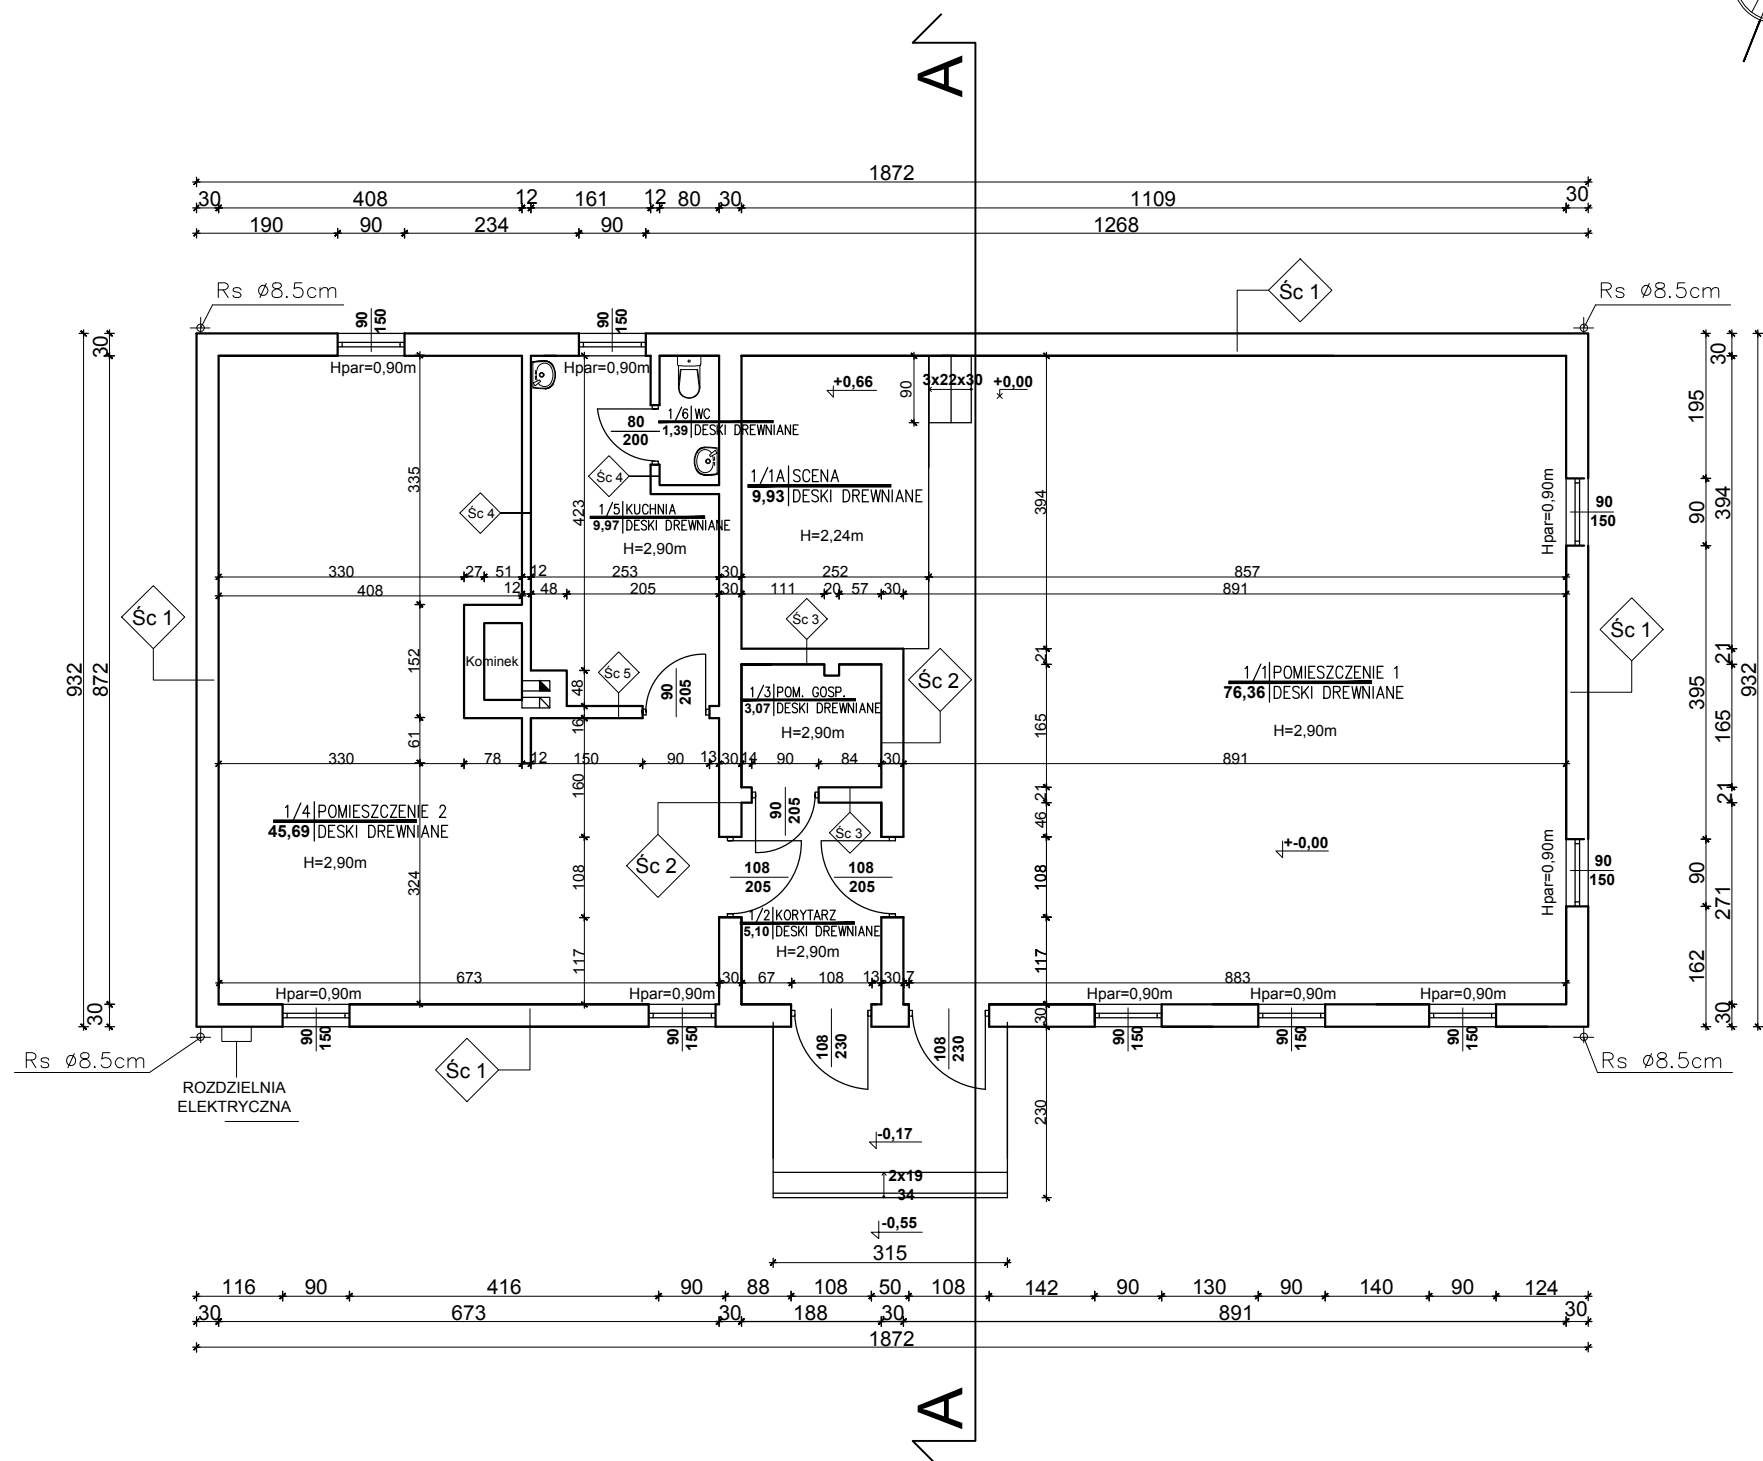 A
1872
30 408 12 161 12 80 30 1109 30
190 90 234 90 1268
Rs Ø8.5cm
Śc 1
Rs Ø8.5cm
90
150
90
150
Hpar=0,90m
Hpar=0,90m
932
30
872
30
90
+0,66
3x22x30
+0,00
1/6 WC
1,39 DESKI DREWNIANE
80
200
Śc 4
Śc 4
335
423
394
1/1A SCENA
9,93 DESKI DREWNIANE
H=2,24m
1/5 KUCHNIA
9,97 DESKI DREWNIANE
H=2,90m
Hpar=0,90m
90
150
30
195
90
395
90
162
30
394
21
165
21
271
30
932
330 27 51 12 253 30 252 857
408 12 48 205 30 111 20 57 30 891
Śc 1
Śc 3
Śc 1
Kominek
152
Śc 5
48
16
90
205
21
Śc 2
1/3 POM. GOSP.
3,07 DESKI DREWNIANE
H=2,90m
165
1/1 POMIESZCZENIE 1
76,36 DESKI DREWNIANE
H=2,90m
61
330 78 12 150 90 13 30 14 90 84 30 891
160
90
205
21
46
Śc 3
1/4 POMIESZCZENIE 2
45,69 DESKI DREWNIANE
H=2,90m
Śc 2
+-0,00
324
108
108
205
108
205
108
Hpar=0,90m
90
150
1/2 KORYTARZ
5,10 DESKI DREWNIANE
H=2,90m
117
117
673 30 67 108 13 30 7 883
Hpar=0,90m
Hpar=0,90m
Hpar=0,90m
Hpar=0,90m
Hpar=0,90m
30
90
150
90
150
108
230
108
230
90
150
90
150
90
150
Rs Ø8.5cm
Śc 1
Rs Ø8.5cm
ROZDZIELNIA
ELEKTRYCZNA
230
-0,17
2x19
34
-0,55
315
116 90 416 90 88 108 50 108 142 90 130 90 140 90 124
30 673 30 188 30 891 30
1872
A